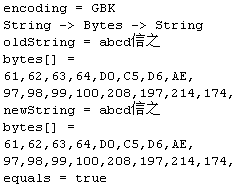 encoding = GBK
String -> Bytes -> String
oldString = abcd信之
bytes[] =
61,62,63,64,D0,C5,D6,AE,
97,98,99,100,208,197,214,174,
newString = abcd信之
bytes[] =
61,62,63,64,D0,C5,D6,AE,
97,98,99,100,208,197,214,174,
equals = true